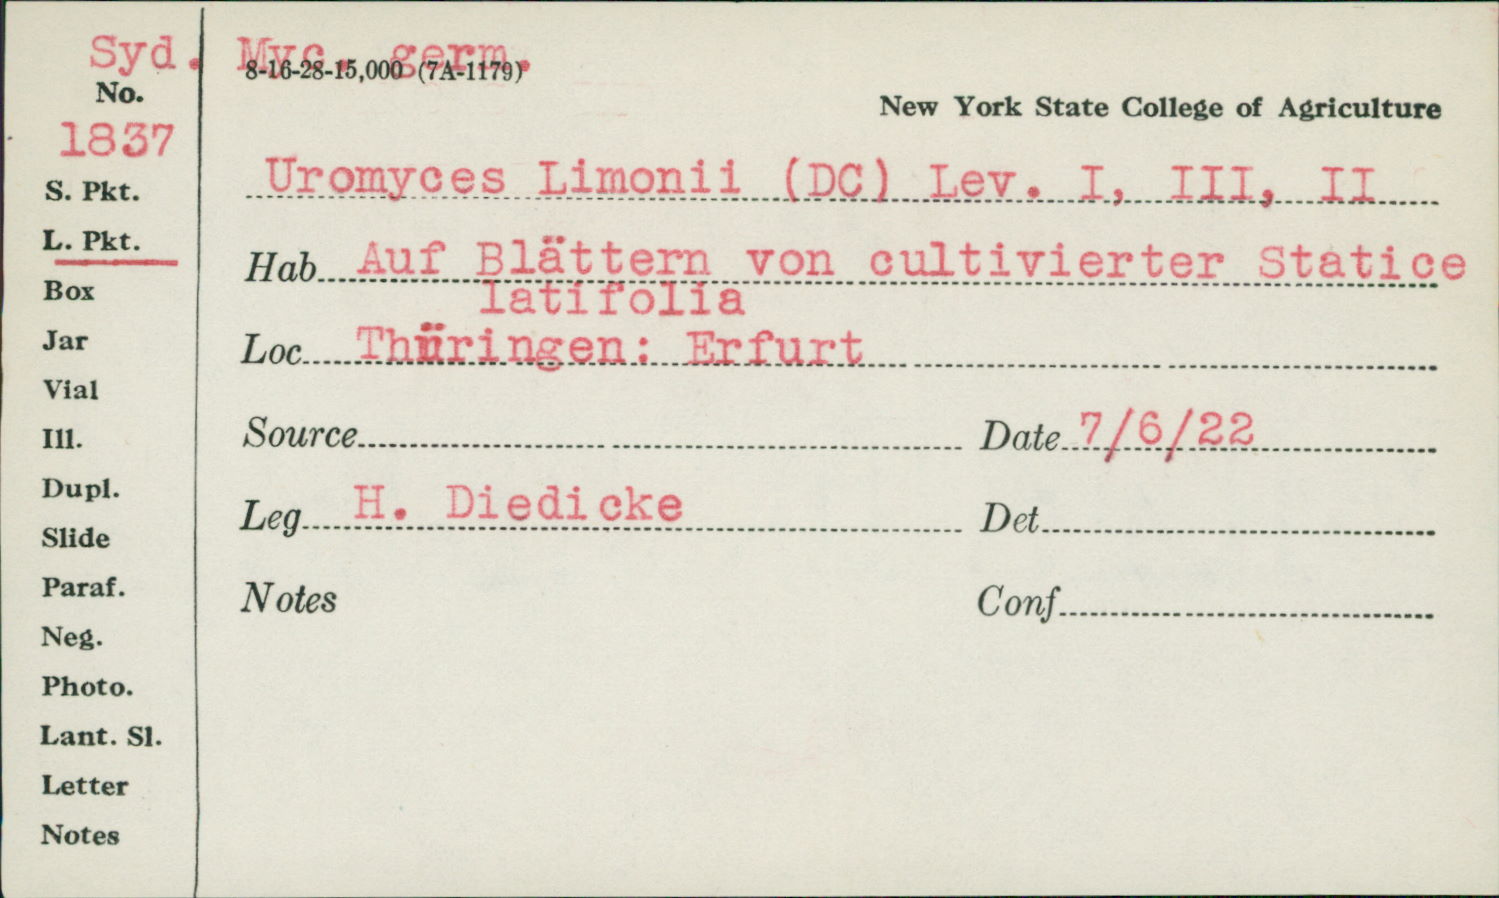 Syd. Myc. germ.
8-16-28-15,000 (7A-1179)
No.
New York State College of Agriculture
1837
Uromyces Limonii (DC) Lev. I, III, II
S. Pkt.
L. Pkt.
Hab Auf Blättern von cultivierter Statice
latifolia
Box
Loc Thüringen: Erfurt
Jar
Vial
Source Date 7/6/22
Ill.
Dupl.
Leg H. Diedicke Det
Slide
Paraf.
Notes Conf
Neg.
Photo.
Lant. Sl.
Letter
Notes